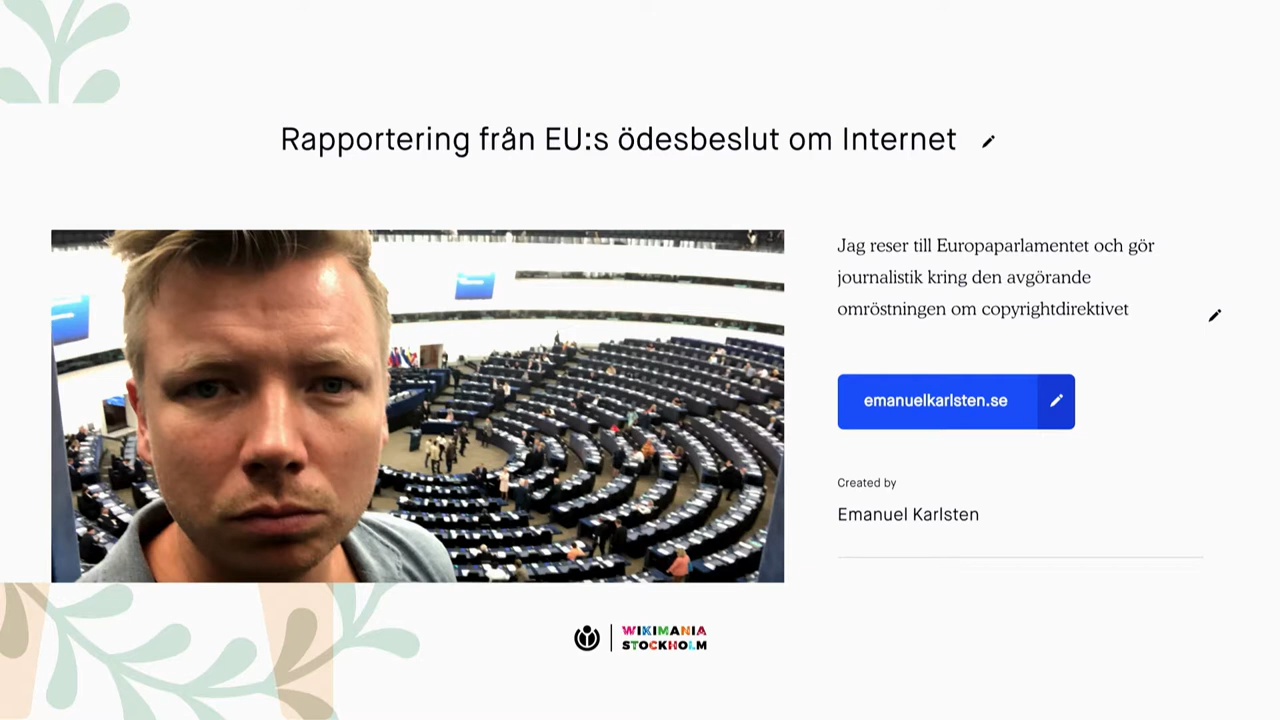 Rapportering från EU:s ödesbeslut om Internet
Jag reser till Europaparlamentet och gör
journalistik kring den avgörande
omröstningen om copyrightdirektivet
emanuelkarlsten.se
Created by
Emanuel Karlsten
WIKIMANIA
STOCKHOLM